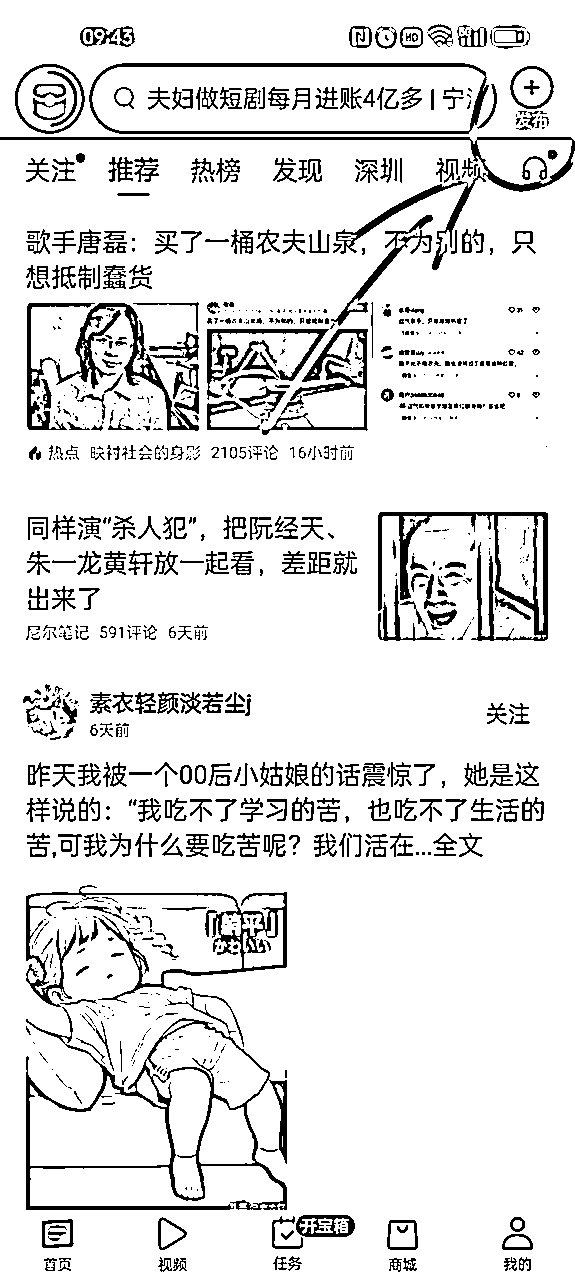 09:43
HD
夫妇做短剧每月进账4亿多 | 宁
发布
关注 推荐 热榜 发现 深圳 视频
歌手唐磊：买了一桶农夫山泉，不为别的，只
想抵制蠢货
热点 映衬社会的身影 2105评论 16小时前
同样演“杀人犯”，把阮经天、
朱一龙黄轩放一起看，差距就
出来了
尼尔笔记 591评论 6天前
素衣轻颜淡若尘j
6天前
关注
昨天我被一个00后小姑娘的话震惊了，她是这
样说的：“我吃不了学习的苦，也吃不了生活的
苦,可我为什么要吃苦呢？我们活在...全文
「躺平」
かわいい
开宝箱
首页 视频 任务 商城 我的